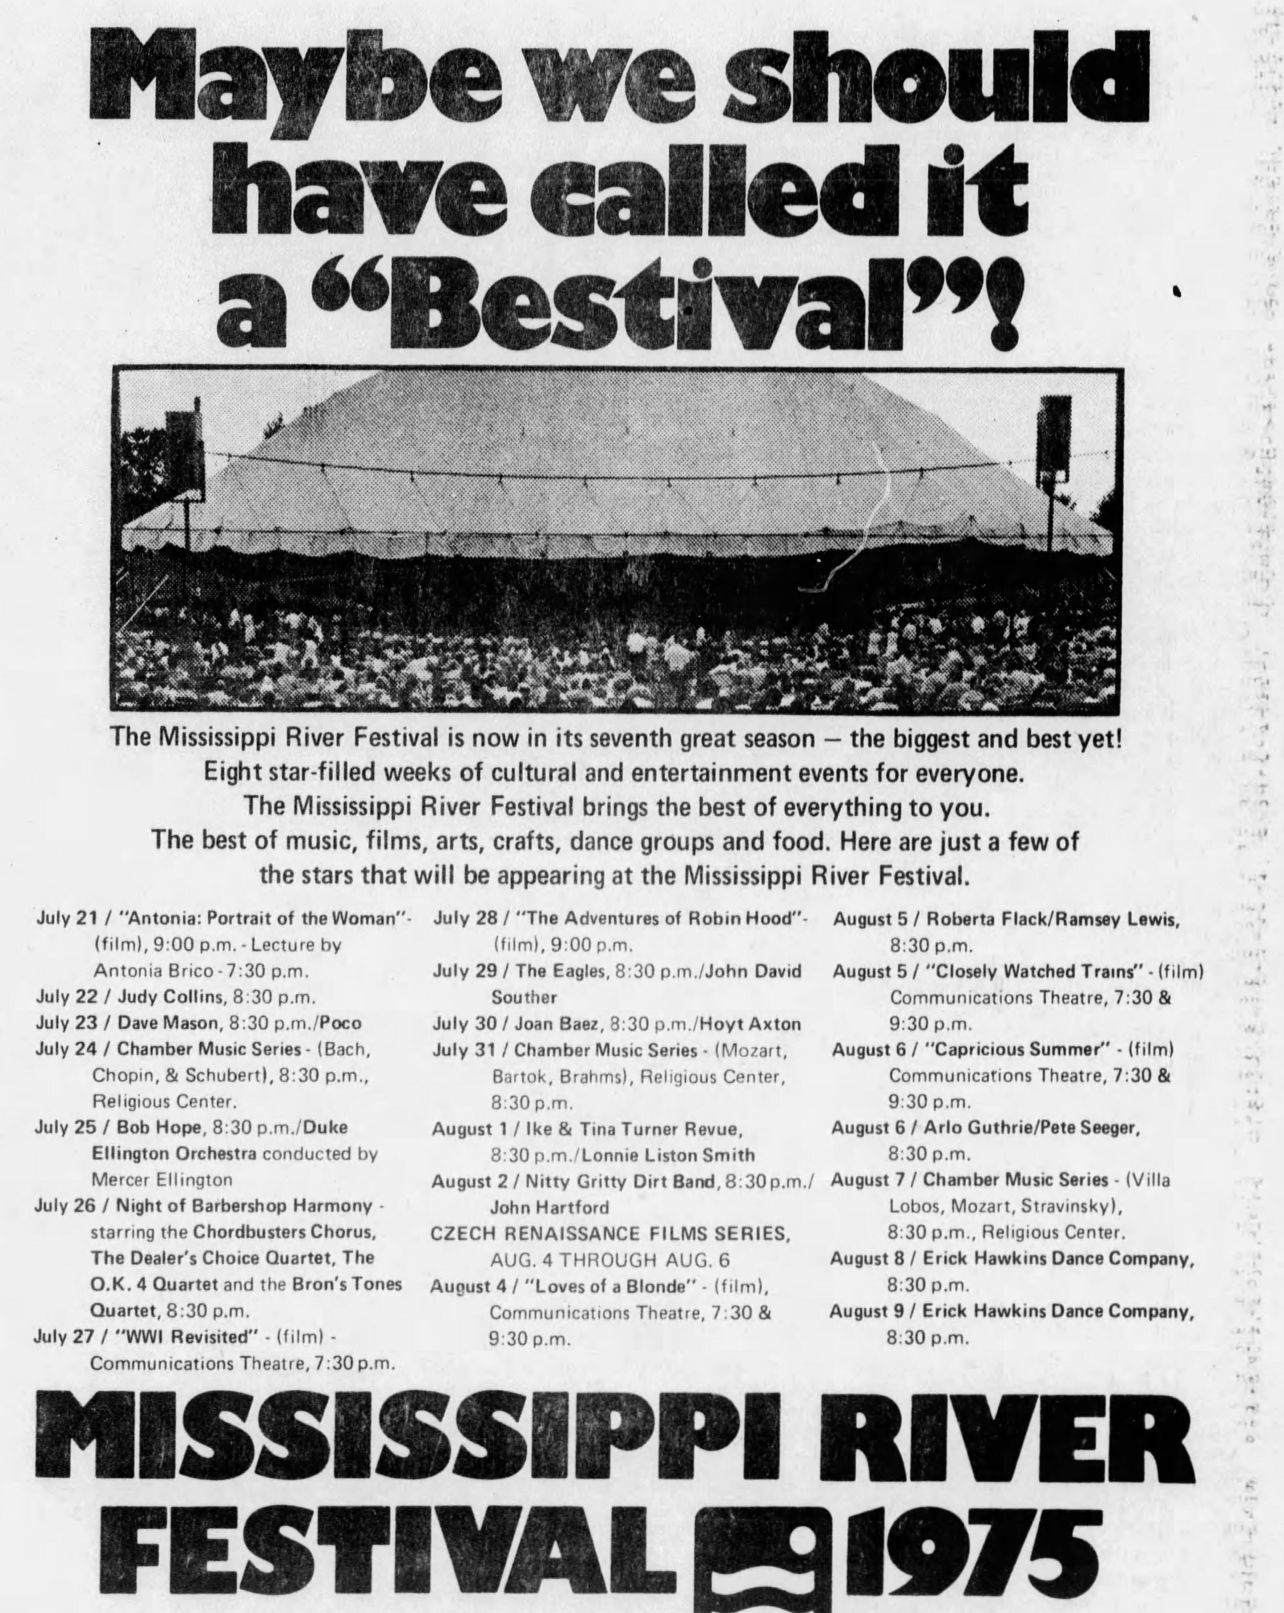 Maybe we should
have called it
a “Bestival”!
The Mississippi River Festival is now in its seventh great season — the biggest and best yet!
Eight star-filled weeks of cultural and entertainment events for everyone.
The Mississippi River Festival brings the best of everything to you.
The best of music, films, arts, crafts, dance groups and food. Here are just a few of
the stars that will be appearing at the Mississippi River Festival.
July 21 / "Antonia: Portrait of the Woman"-
(film), 9:00 p.m. - Lecture by
Antonia Brico - 7:30 p.m.
July 22 / Judy Collins, 8:30 p.m.
July 23 / Dave Mason, 8:30 p.m./Poco
July 24 / Chamber Music Series - (Bach,
Chopin, & Schubert), 8:30 p.m.,
Religious Center.
July 25 / Bob Hope, 8:30 p.m./Duke
Ellington Orchestra conducted by
Mercer Ellington
July 26 / Night of Barbershop Harmony -
starring the Chordbusters Chorus,
The Dealer's Choice Quartet, The
O.K. 4 Quartet and the Bron's Tones
Quartet, 8:30 p.m.
July 27 / "WWI Revisited" - (film) -
Communications Theatre, 7:30 p.m.
July 28 / "The Adventures of Robin Hood"-
(film), 9:00 p.m.
July 29 / The Eagles, 8:30 p.m./John David
Souther
July 30 / Joan Baez, 8:30 p.m./Hoyt Axton
July 31 / Chamber Music Series - (Mozart,
Bartok, Brahms), Religious Center,
8:30 p.m.
August 1 / Ike & Tina Turner Revue,
8:30 p.m./Lonnie Liston Smith
August 2 / Nitty Gritty Dirt Band, 8:30 p.m./
John Hartford
CZECH RENAISSANCE FILMS SERIES,
AUG. 4 THROUGH AUG. 6
August 4 / "Loves of a Blonde" - (film),
Communications Theatre, 7:30 &
9:30 p.m.
August 5 / Roberta Flack/Ramsey Lewis,
8:30 p.m.
August 5 / "Closely Watched Trains" - (film)
Communications Theatre, 7:30 &
9:30 p.m.
August 6 / "Capricious Summer" - (film)
Communications Theatre, 7:30 &
9:30 p.m.
August 6 / Arlo Guthrie/Pete Seeger,
8:30 p.m.
August 7 / Chamber Music Series - (Villa
Lobos, Mozart, Stravinsky),
8:30 p.m., Religious Center.
August 8 / Erick Hawkins Dance Company,
8:30 p.m.
August 9 / Erick Hawkins Dance Company,
8:30 p.m.
MISSISSIPPI RIVER
FESTIVAL 1975